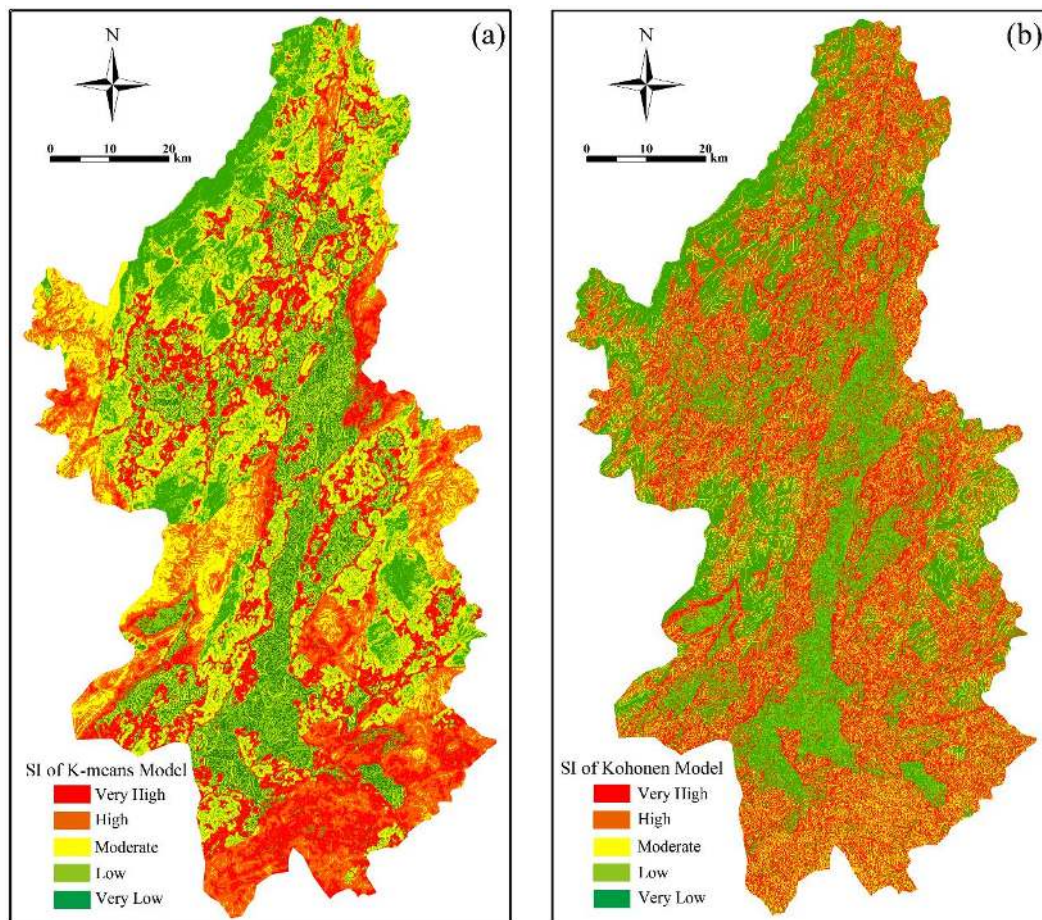 (a)
N
0 10 20
km
SI of K-means Model
Very High
High
Moderate
Low
Very Low
(b)
N
0 10 20
km
SI of Kohonen Model
Very High
High
Moderate
Low
Very Low